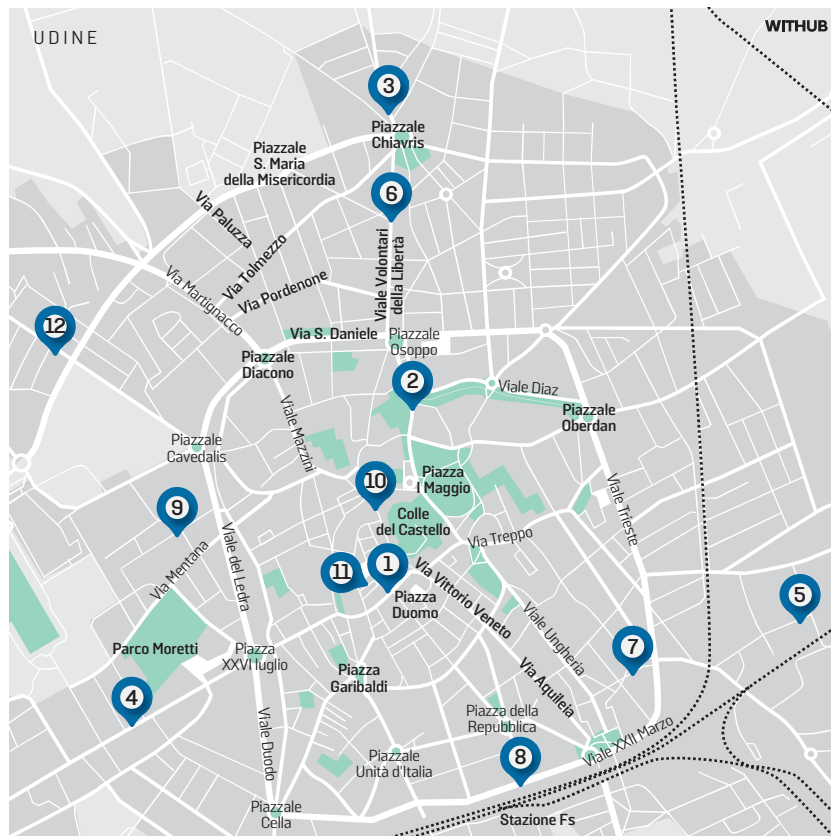 UDINE
WITHUB
3
Piazzale
Chiavris
Piazzale
S. Maria
della Misericordia
6
Via Paluzza
Via Tolmezzo
Viale Volontari
della Libertà
Via Martignacco
Via Pordenone
12
Via S. Daniele
Piazzale
Osoppo
Piazzale
Diacono
2
Viale Diaz
Piazzale
Oberdan
Viale Mazzini
Piazzale
Cavedalis
Piazza
I Maggio
10
9
Colle
del Castello
Viale Trieste
Via Treppo
Via Mentana
Viale del Ledra
11
1
Piazza
Duomo
Via Vittorio Veneto
5
Viale Ungheria
Parco Moretti
Piazza
XXVI luglio
7
Piazza
Garibaldi
Via Aquileia
4
Piazza della
Repubblica
Viale Duodo
Viale XXII Marzo
Piazzale
Unità d'Italia
8
Piazzale
Cella
Stazione Fs